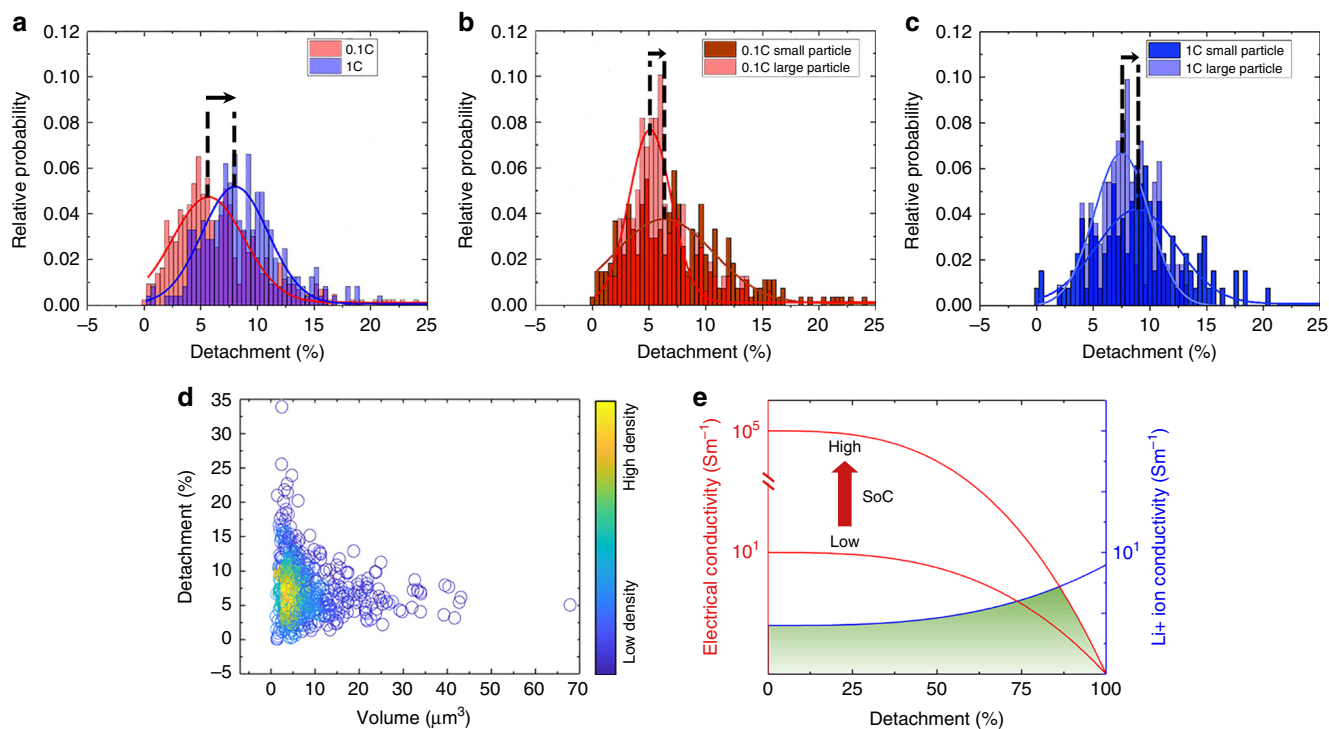 a
0.12
0.10
0.08
0.06
0.04
0.02
0.00
Relative probability
0.1C
1C
−5 0 5 10 15 20 25
Detachment (%)
b
0.12
0.10
0.08
0.06
0.04
0.02
0.00
Relative probability
0.1C small particle
0.1C large particle
−5 0 5 10 15 20 25
Detachment (%)
c
0.12
0.10
0.08
0.06
0.04
0.02
0.00
Relative probability
1C small particle
1C large particle
−5 0 5 10 15 20 25
Detachment (%)
d
35
30
25
20
15
10
5
0
−5
Detachment (%)
0 10 20 30 40 50 60 70
Volume (μm³)
High density
Low density
e
Electrical conductivity (Sm⁻¹)
10⁵
10¹
High
SoC
Low
10¹
Li+ ion conductivity (Sm⁻¹)
0 25 50 75 100
Detachment (%)